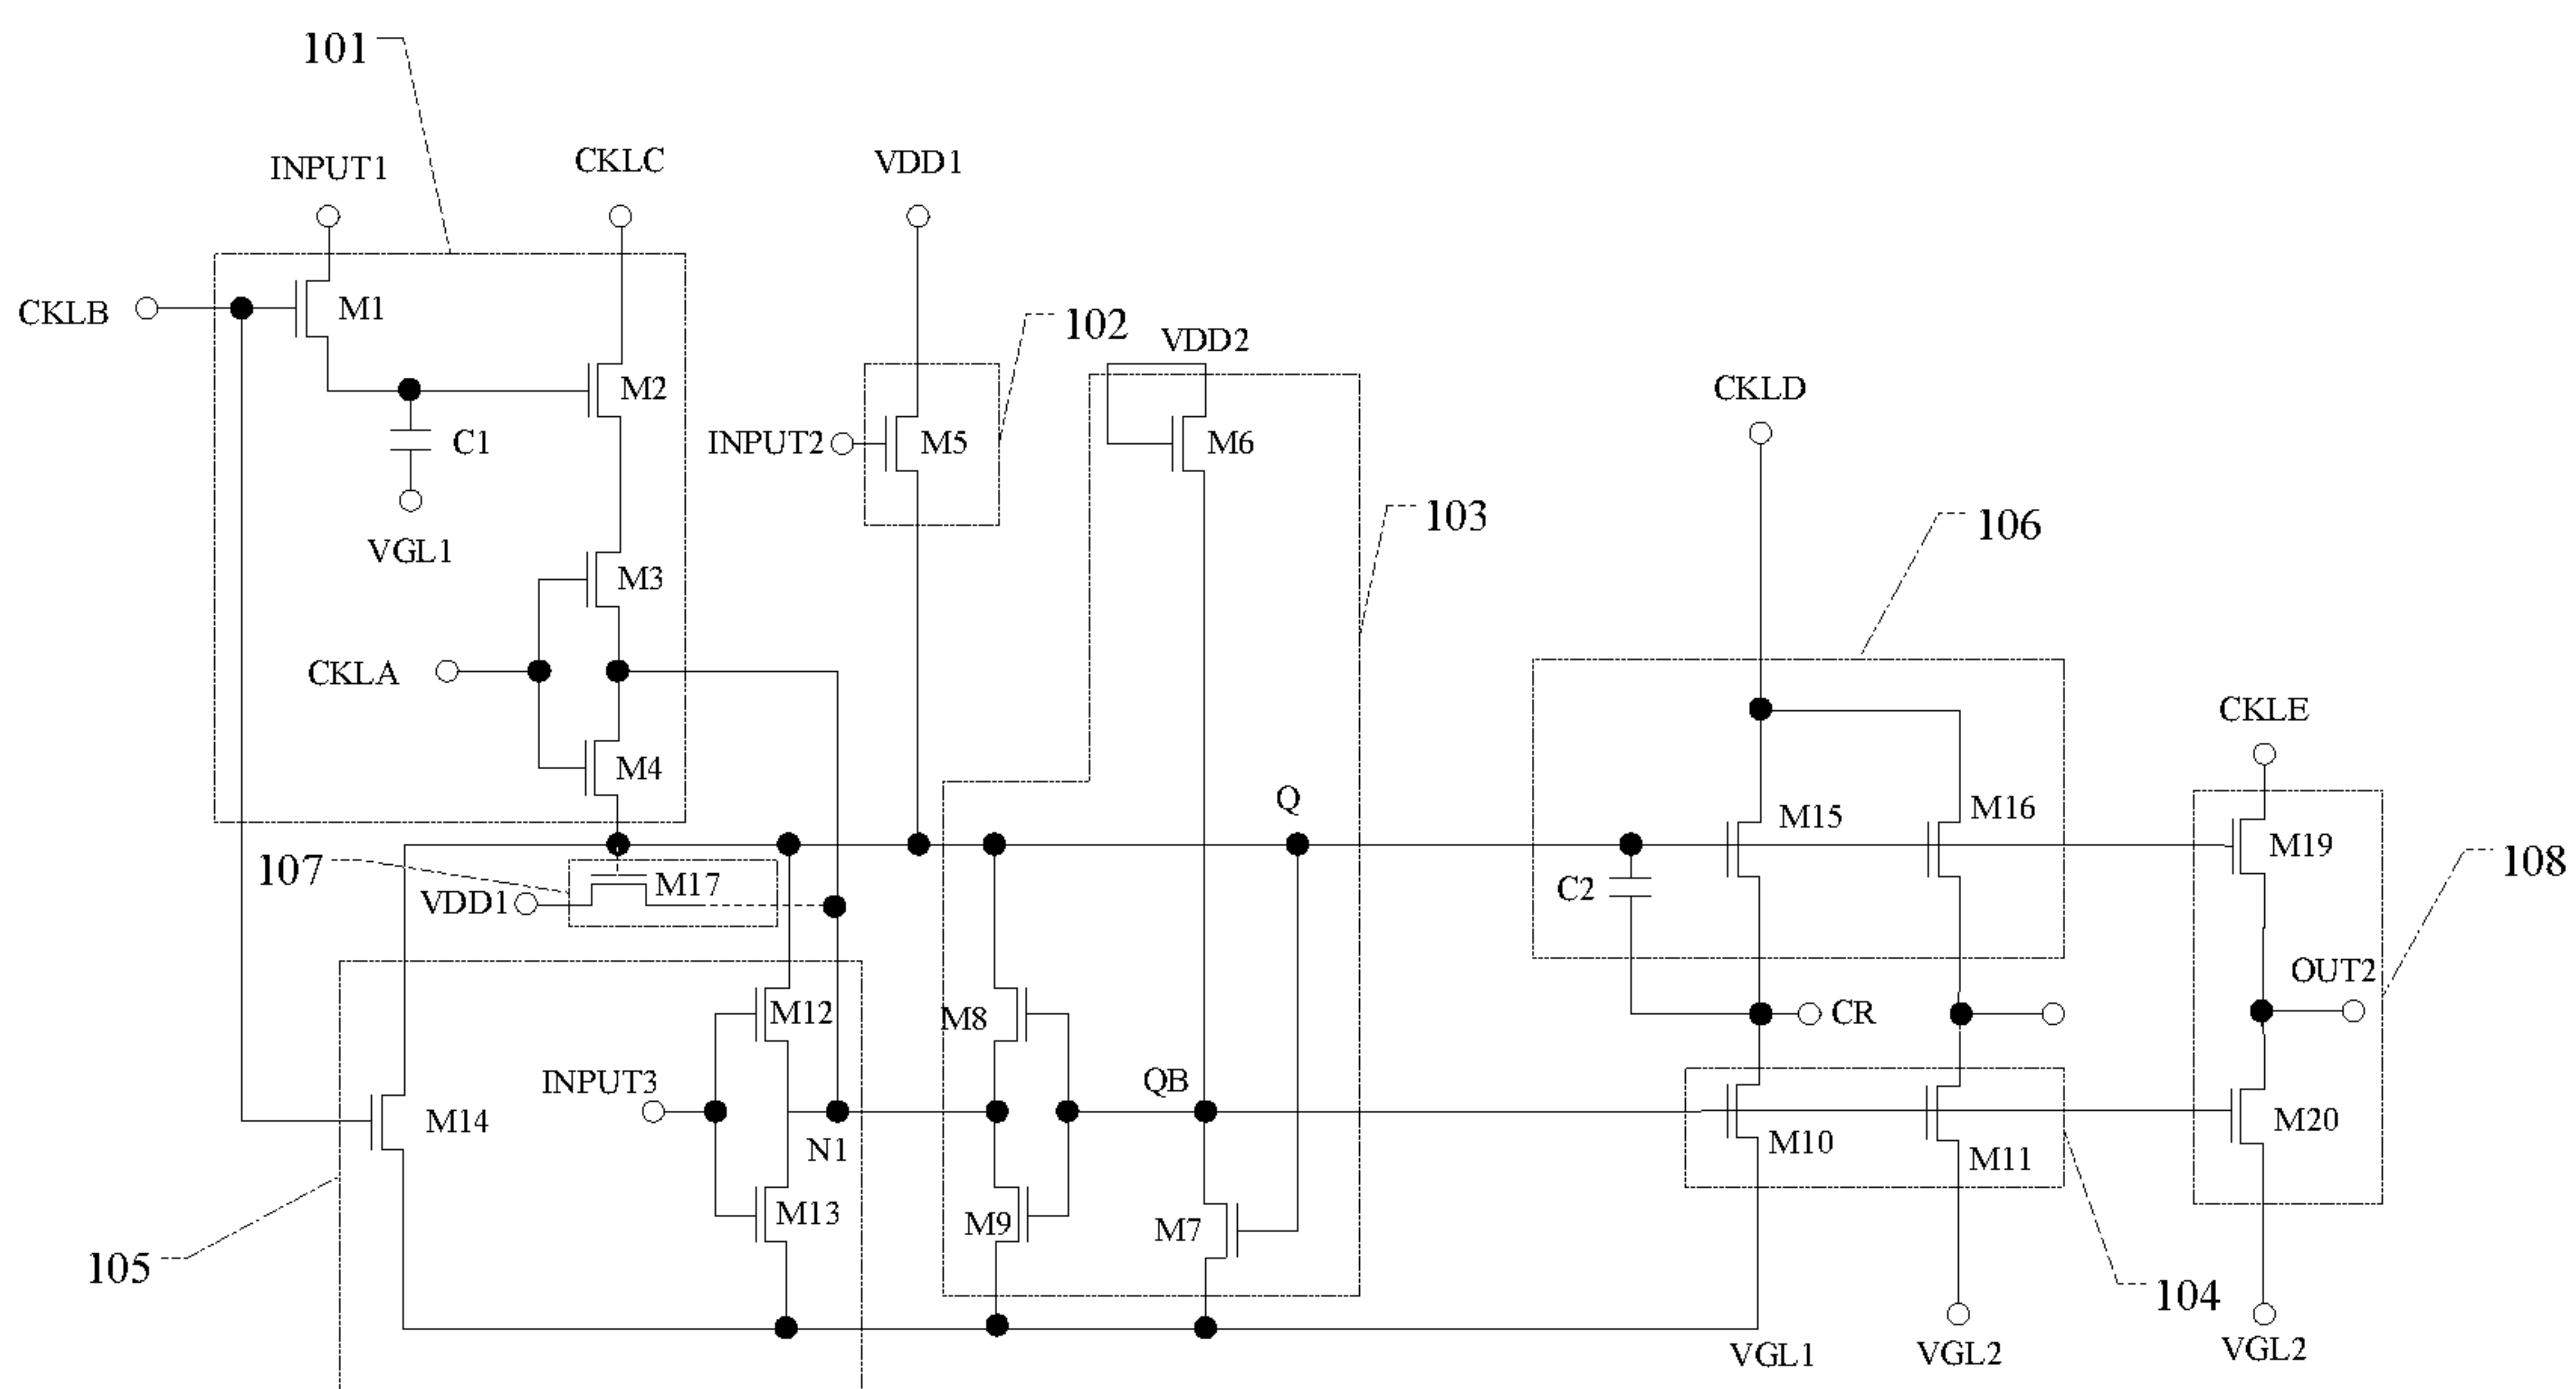 101
INPUT1
CKLC
VDD1
CKLB
M1
102
VDD2
M2
CKLD
C1
INPUT2
M5
M6
103
106
VGL1
M3
CKLA
CKLE
M4
Q
M15
M16
M19
108
107
M17
VDD1
C2
OUT2
M12
M8
CR
INPUT3
QB
M14
N1
M10
M11
M20
M13
M9
M7
105
104
VGL1
VGL2
VGL2